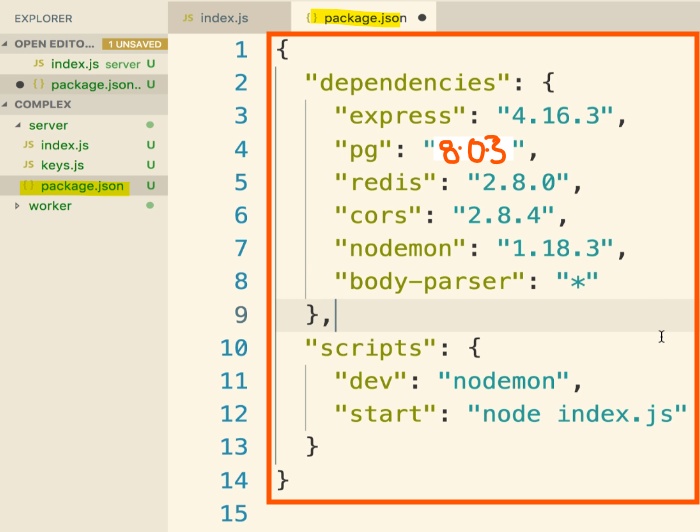 EXPLORER
OPEN EDITO... 1 UNSAVED
JS index.js server U
{ } package.json.. U
COMPLEX
server
JS index.js U
JS keys.js U
{ } package.json U
worker
JS index.js
{ } package.json
1 {
2 "dependencies": {
3 "express": "4.16.3",
4 "pg": "8.0.3",
5 "redis": "2.8.0",
6 "cors": "2.8.4",
7 "nodemon": "1.18.3",
8 "body-parser": "*"
9 },
10 "scripts": {
11 "dev": "nodemon",
12 "start": "node index.js"
13 }
14 }
15